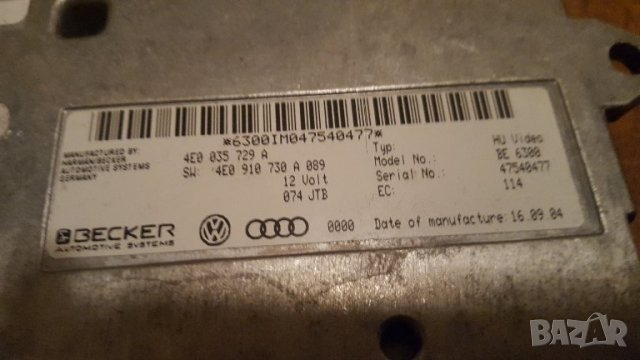 *6300IM047540477*
MANUFACTURED BY:
HARMAN/BECKER
AUTOMOTIVE SYSTEMS
GERMANY
4E0 035 729 A
SW: 4E0 910 730 A 089
12 Volt
074 JTB
Typ: HU Video
Model No.: BE 6300
Serial No.: 47540477
EC: 114
BECKER
AUTOMOTIVE SYSTEMS
0000 Date of manufacture: 16.09.04
BAZAR